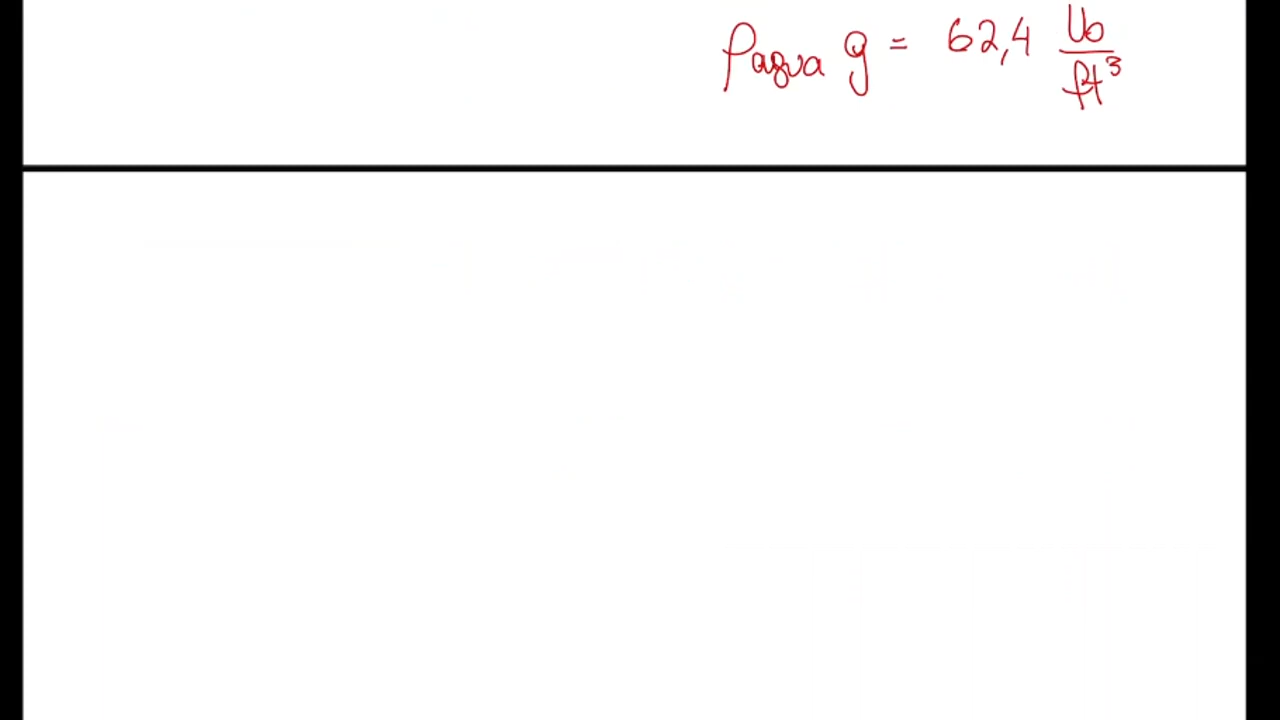 ρagua g = 62,4 lb/ft³